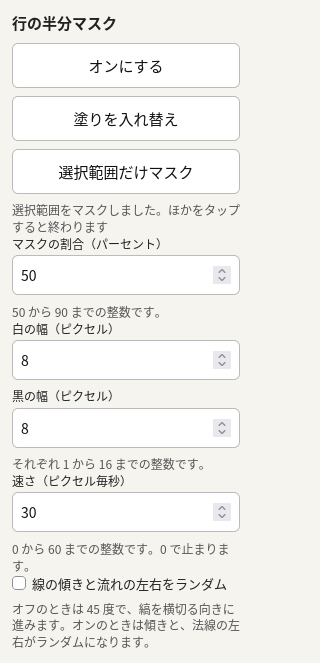 行の半分マスク
オンにする
塗りを入れ替え
選択範囲だけマスク
選択範囲をマスクしました。ほかをタップ
すると終わります
マスクの割合（パーセント）
50
50 から 90 までの整数です。
白の幅（ピクセル）
8
黒の幅（ピクセル）
8
それぞれ 1 から 16 までの整数です。
速さ（ピクセル毎秒）
30
0 から 60 までの整数です。0 で止まりま
す。
線の傾きと流れの左右をランダム
オフのときは 45 度で、縞を横切る向きに
進みます。オンのときは傾きと、法線の左
右がランダムになります。